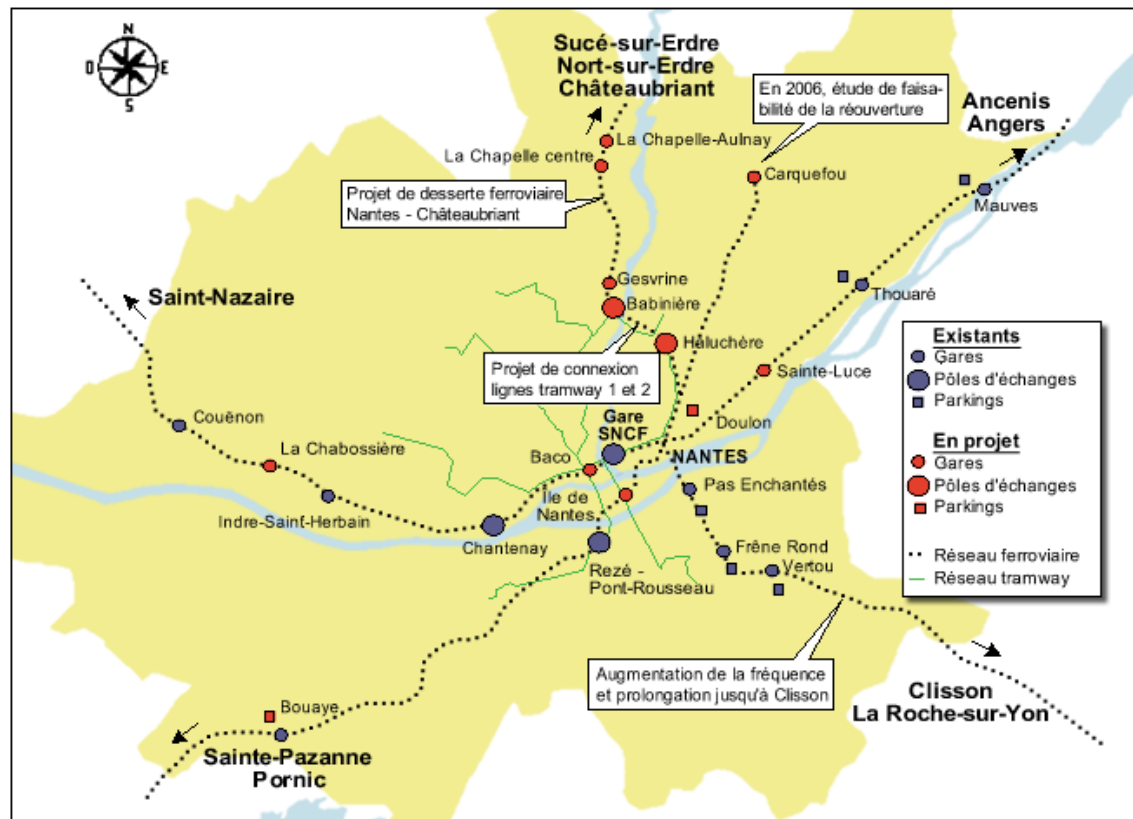 N
O
E
S
Sucé-sur-Erdre
Nort-sur-Erdre
Châteaubriant
En 2006, étude de faisa-
bilité de la réouverture
Ancenis
Angers
La Chapelle-Aulnay
La Chapelle centre
Carquefou
Projet de desserte ferroviaire
Nantes - Châteaubriant
Mauves
Gesvrine
Saint-Nazaire
Babinière
Thouaré
Haluchère
Projet de connexion
lignes tramway 1 et 2
Sainte-Luce
Existants
Gares
Pôles d'échanges
Parkings
En projet
Gares
Pôles d'échanges
Parkings
Réseau ferroviaire
Réseau tramway
Couënon
Gare
SNCF
Doulon
La Chabossière
Baco
NANTES
Pas Enchantés
Indre-Saint-Herbain
Île de
Nantes
Chantenay
Frêne Rond
Vertou
Rezé -
Pont-Rousseau
Augmentation de la fréquence
et prolongation jusqu'à Clisson
Clisson
La Roche-sur-Yon
Bouaye
Sainte-Pazanne
Pornic